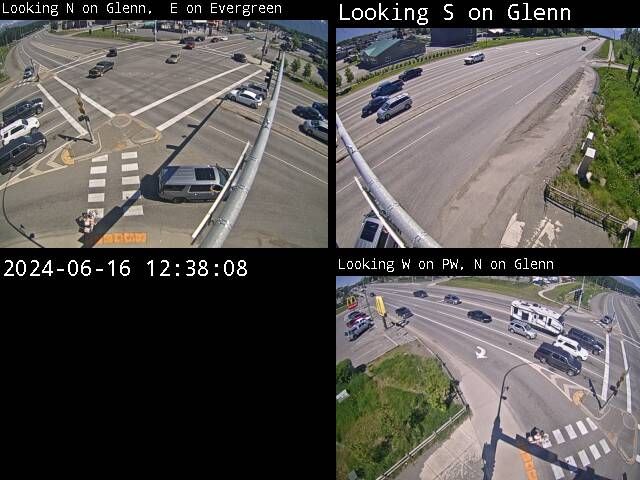 Looking N on Glenn,  E on Evergreen
Looking S on Glenn
2024-06-16 12:38:08
Looking W on PW, N on Glenn